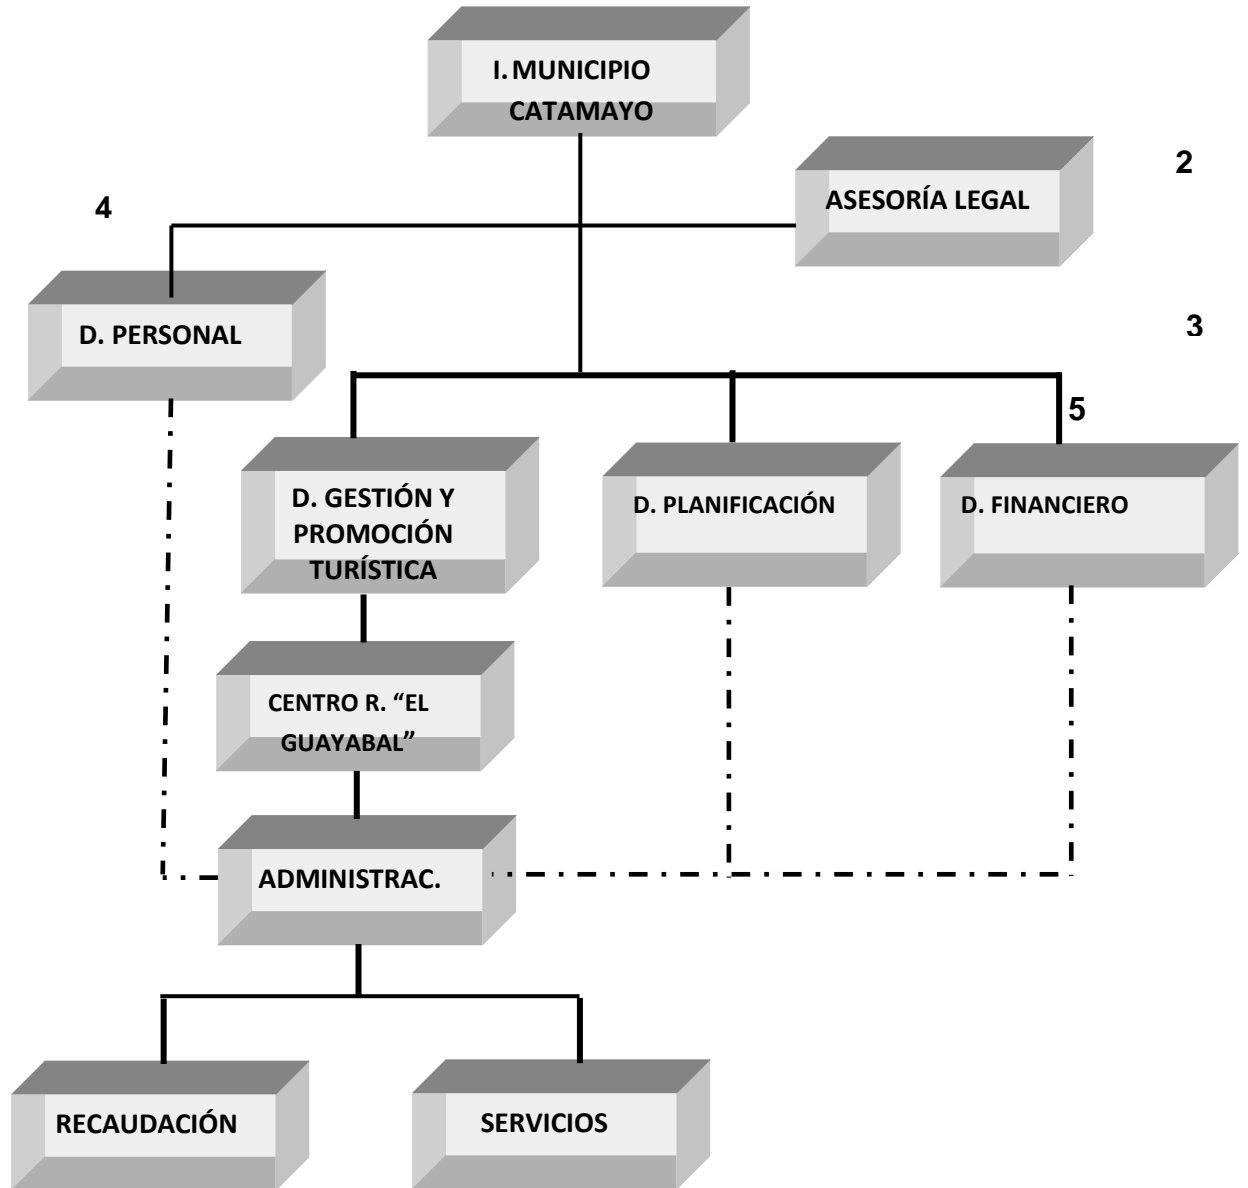 I. MUNICIPIO
CATAMAYO
2
ASESORÍA LEGAL
4
D. PERSONAL
3
5
D. GESTIÓN Y
PROMOCIÓN
TURÍSTICA
D. PLANIFICACIÓN
D. FINANCIERO
CENTRO R. “EL
GUAYABAL”
ADMINISTRAC.
RECAUDACIÓN
SERVICIOS